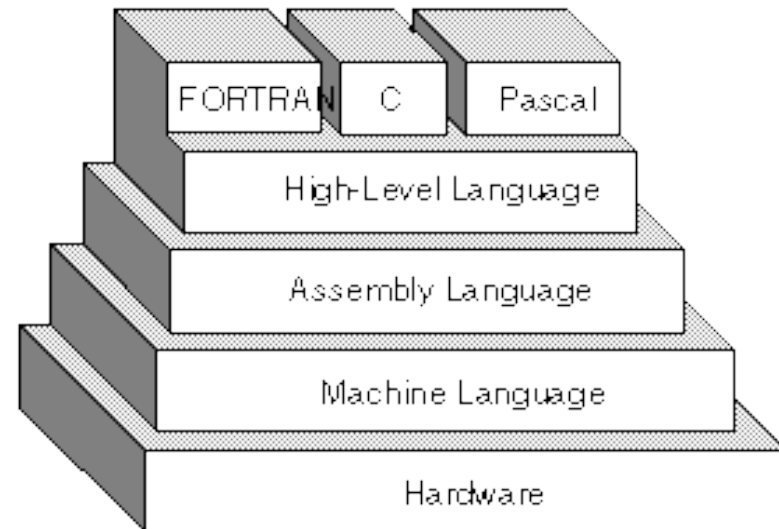 FORTRAN C Pascal
High-Level Language
Assembly Language
Machine Language
Hardware